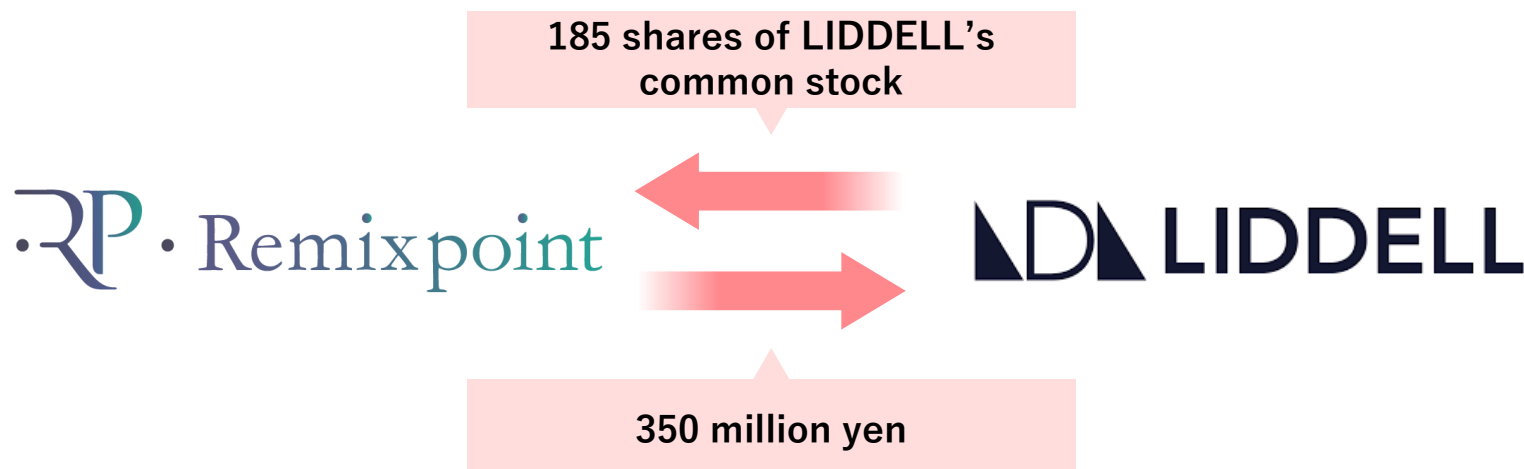 185 shares of LIDDELL’s
common stock
RP Remixpoint
LIDDELL
350 million yen